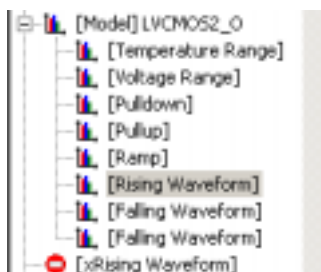 [Model] LVCMOS2_O
[Temperature Range]
[Voltage Range]
[Pulldown]
[Pullup]
[Ramp]
[Rising Waveform]
[Falling Waveform]
[Falling Waveform]
[xRising Waveform]